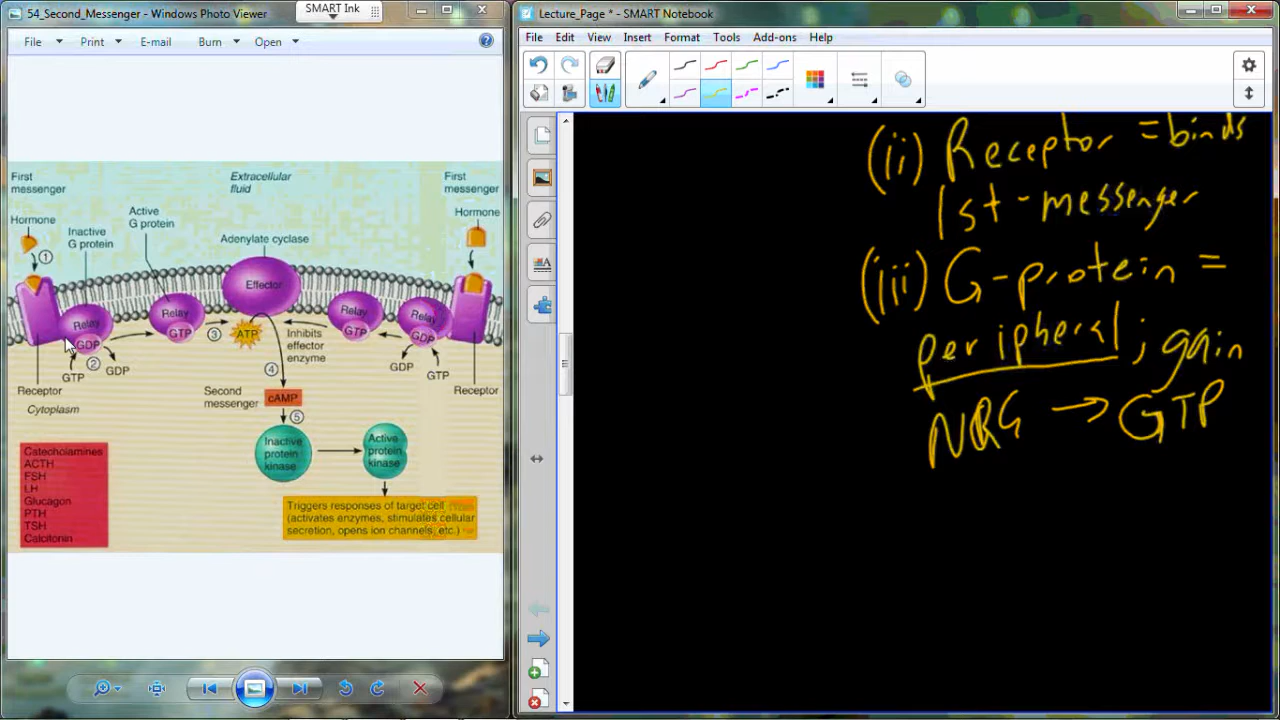 54_Second_Messenger - Windows Photo Viewer
SMART Ink
File
Print
E-mail
Burn
Open
First
messenger
Extracellular
fluid
First
messenger
Hormone
Active
G protein
Hormone
Inactive
G protein
Adenylate cyclase
1
Effector
Relay
GDP
Relay
GTP
3
ATP
Inhibits
effector
enzyme
Relay
GTP
Relay
GDP
2
GTP
GDP
4
GDP
GTP
Receptor
Cytoplasm
Second
messenger
cAMP
Receptor
5
Inactive
protein
kinase
Active
protein
kinase
Catecholamines
ACTH
FSH
LH
Glucagon
PTH
TSH
Calcitonin
Triggers responses of target cell
(activates enzymes, stimulates cellular
secretion, opens ion channels, etc.)
Lecture_Page * - SMART Notebook
File Edit View Insert Format Tools Add-ons Help
(ii) Receptor = binds
1st-messenger
(iii) G-protein =
peripheral; gain
NRG → GTP